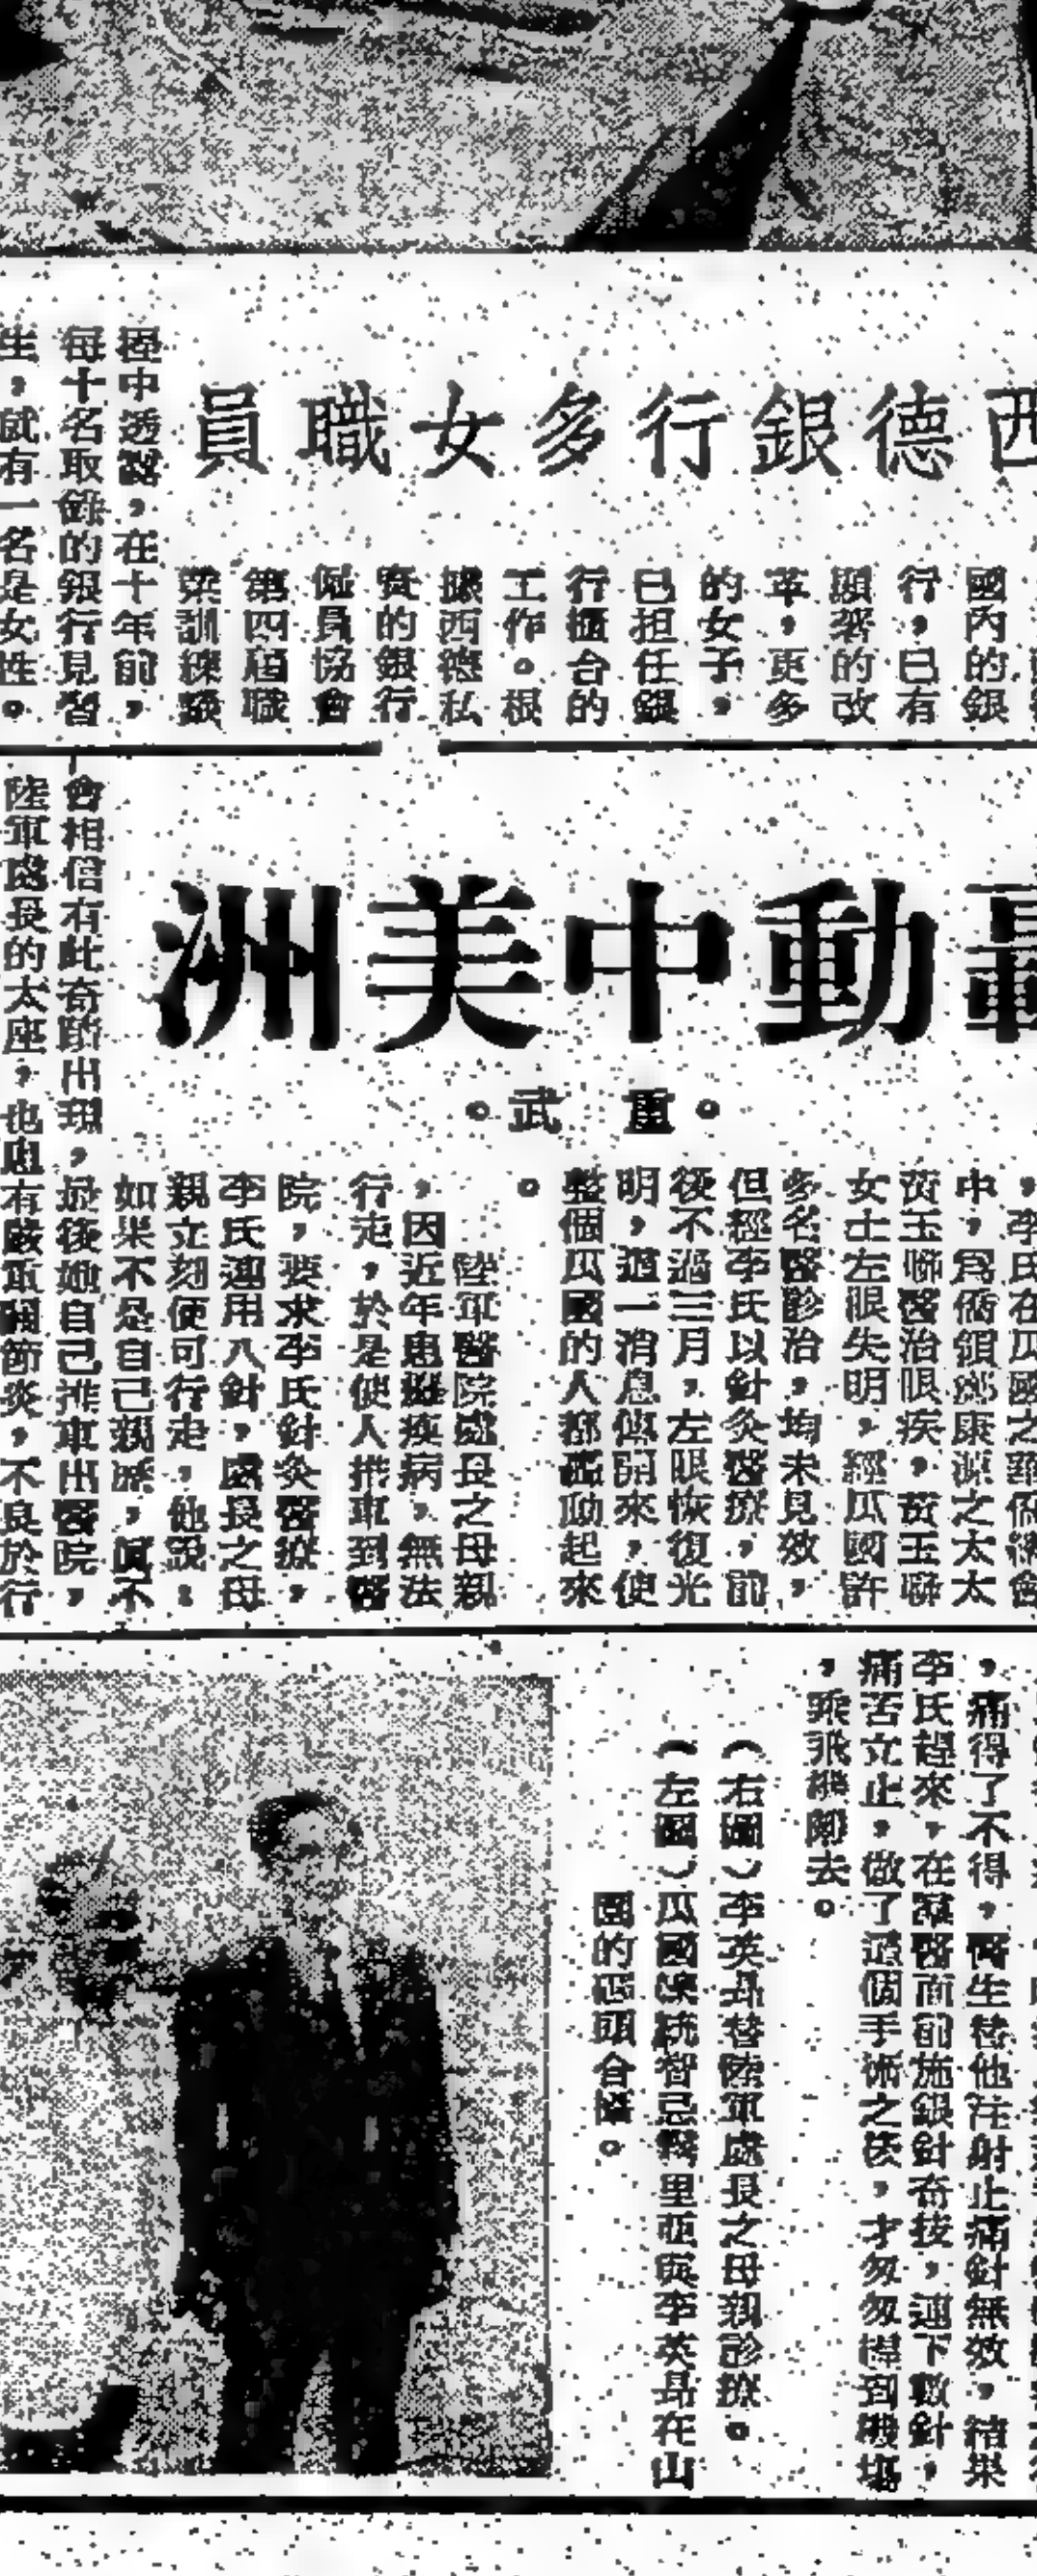 西德銀行多女職員
國內的銀
行，已有
顯著的改
革，更多
的女子，
已担任銀
行櫃台的
工作。根
據西德私
資的銀行
僱員協會
第四屆職
業訓練
中透，在十年前，
每十名取錄的銀行見習
生，就有一名是女性。
轟動中美洲
。重 武。
，李氏在瓜國之華僑總會
中，爲僑領鄭康源之太太
黃玉聯醫治眼疾，黃玉聯
女士左眼失明，經瓜國許
多名醫診治，均未見效，
但經李氏以針灸醫療，前
後不過三月，左眼恢復光
明，這一消息傳開來，使
整個瓜國的人都轟動起來
。
陸軍醫院處長之母親
，因近年患癱瘓病，無法
行走，於是使人推車到醫
院，要求李氏針灸醫療，
李氏連用八針，處長之母
親立刻便可行走，他說：
如果不是自己親歷，眞不
會相信有此奇蹟出現，最後她自己推車出醫院，
陸軍處長的太座，也患有嚴重關節炎，不良於行
，痛得了不得，醫生替他注射止痛針無效，結果
李氏趕來，在軍醫面前施銀針奇技，連下數針，
痛苦立止，做了這個手術之後，才匆匆趕到機場
，乘飛機離去。
（右圖）李英昂替陸軍處長之母親診療。
（左圖）瓜國總統智忌里亞與李英昂在山
的頭合。